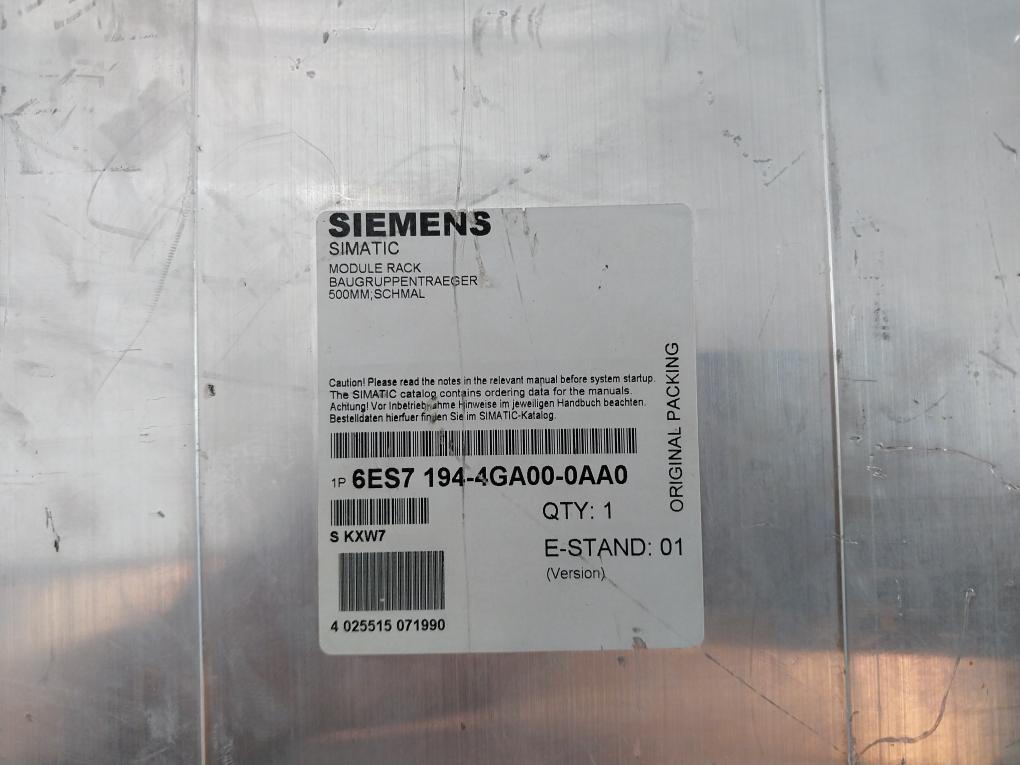 SIEMENS
SIMATIC
MODULE RACK
BAUGRUPPENTRAEGER
500MM;SCHMAL
Caution! Please read the notes in the relevant manual before system startup.
The SIMATIC catalog contains ordering data for the manuals.
Achtung! Vor Inbetriebnahme Hinweise im jeweiligen Handbuch beachten.
Bestelldaten hierfuer finden Sie im SIMATIC-Katalog.
1P 6ES7 194-4GA00-0AA0
QTY: 1
S KXW7
E-STAND: 01
(Version)
4 025515 071990
ORIGINAL PACKING